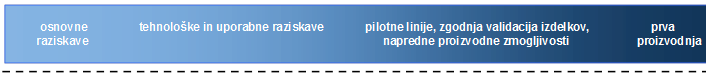 osnovne
raziskave
tehnološke in uporabne raziskave
pilotne linije, zgodnja validacija izdelkov,
napredne proizvodne zmogljivosti
prva
proizvodnja